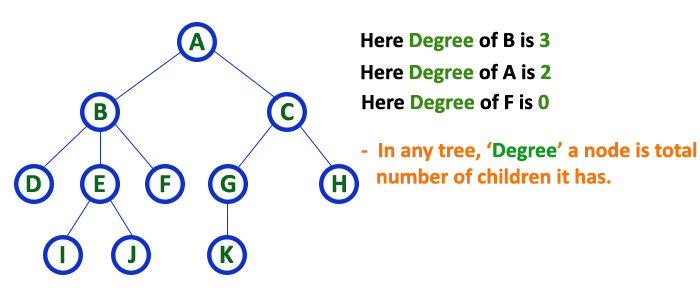 A
Here Degree of B is 3
Here Degree of A is 2
Here Degree of F is 0
B
C
- In any tree, ‘Degree’ a node is total
number of children it has.
D
E
F
G
H
I
J
K